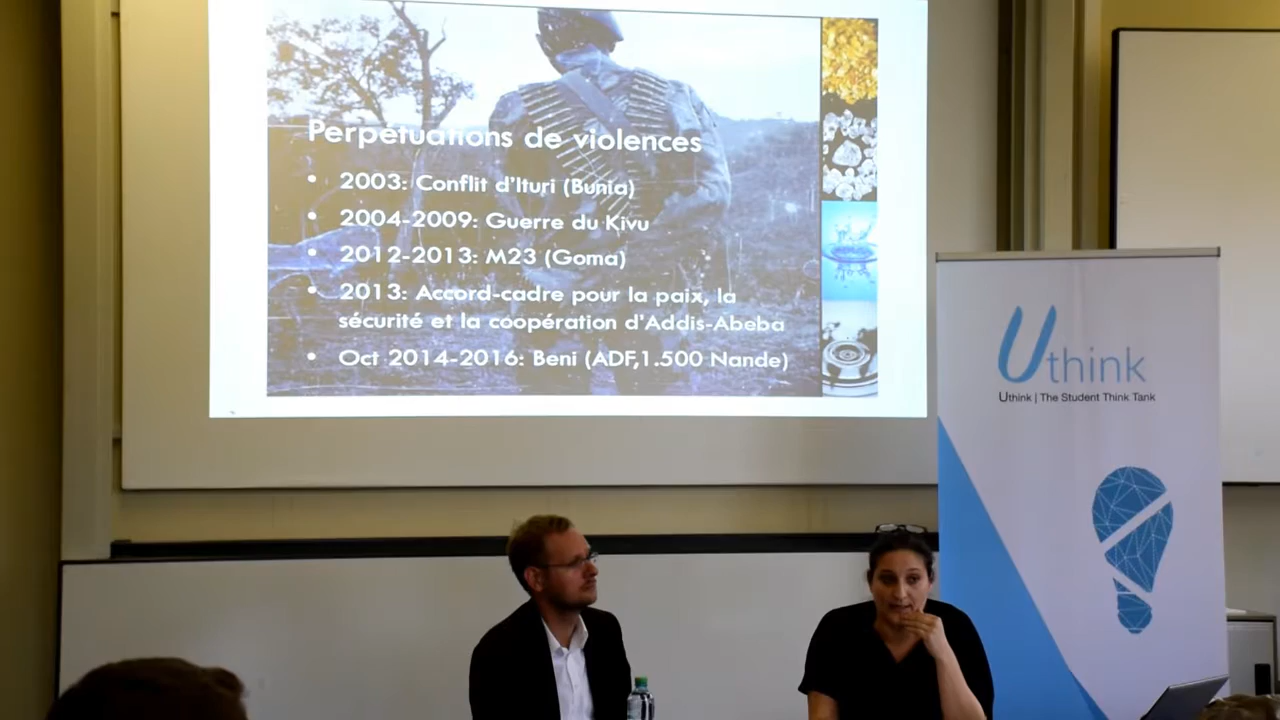 Perpétuations de violences
• 2003: Conflit d'Ituri (Bunia)
• 2004-2009: Guerre du Kivu
• 2012-2013: M23 (Goma)
• 2013: Accord-cadre pour la paix, la
sécurité et la coopération d'Addis-Abeba
• Oct 2014-2016: Beni (ADF,1.500 Nande)
Uthink
Uthink | The Student Think Tank